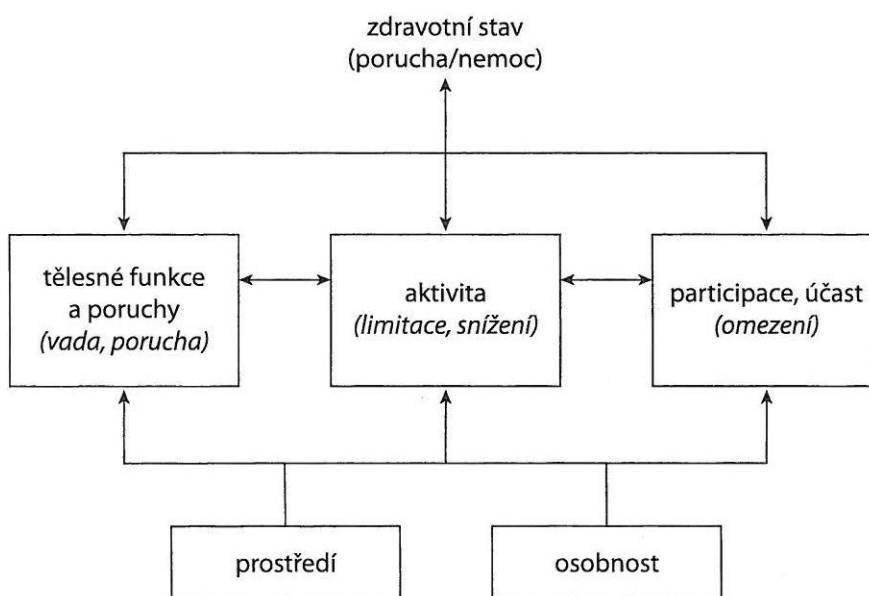 zdravotní stav
(porucha/nemoc)
tělesné funkce
a poruchy
(vada, porucha)
aktivita
(limitace, snížení)
participace, účast
(omezení)
prostředí
osobnost